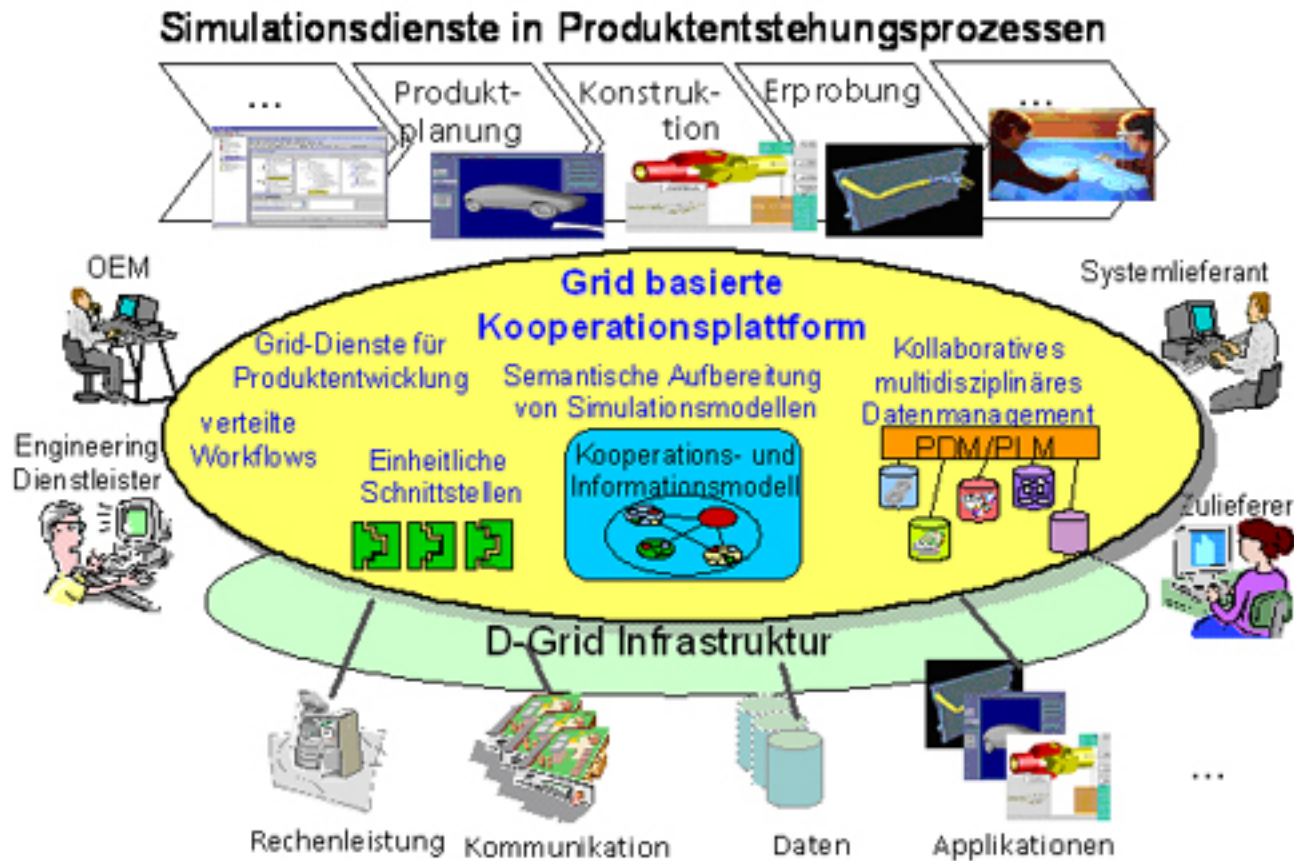 Simulationsdienste in Produktentstehungsprozessen
...
Produkt-
planung
Konstruk-
tion
Erprobung
...
OEM
Systemlieferant
Engineering
Dienstleister
Zulieferer
Grid basierte
Kooperationsplattform
Grid-Dienste für
Produktentwicklung
verteilte
Workflows
Einheitliche
Schnittstellen
Semantische Aufbereitung
von Simulationsmodellen
Kooperations- und
Informationsmodell
Kollaboratives
multidisziplinäres
Datenmanagement
PDM/PLM
D-Grid Infrastruktur
Rechenleistung
Kommunikation
Daten
Applikationen
...